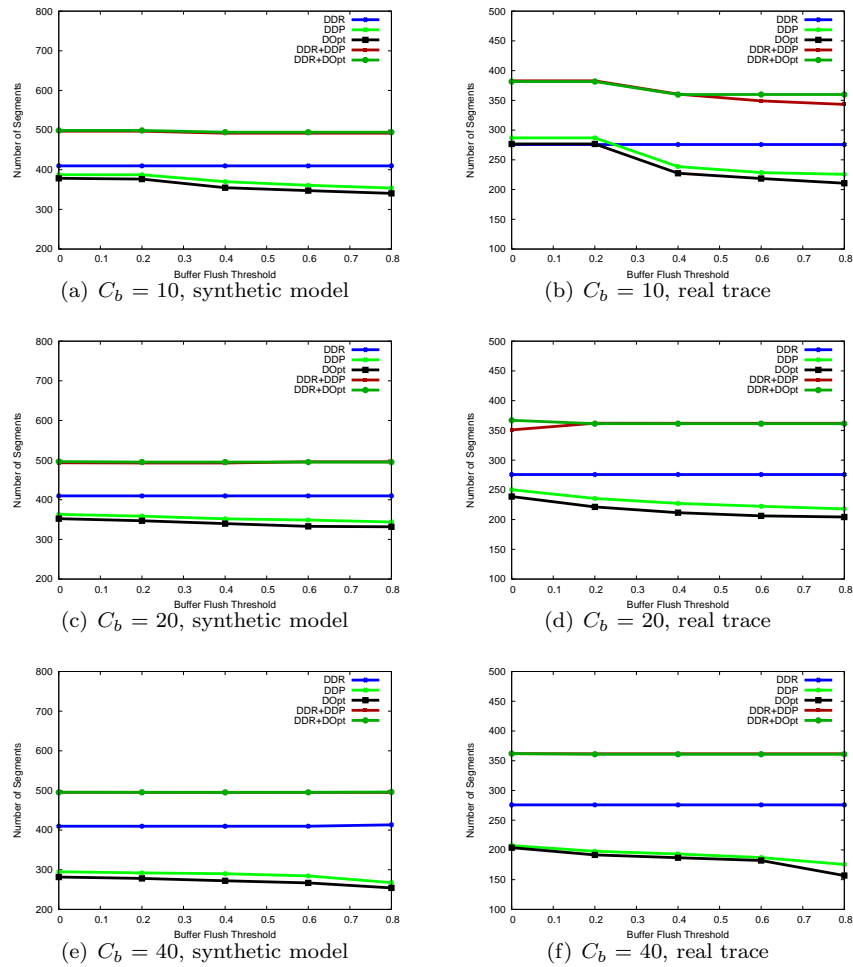 800
700
600
500
400
300
200
Number of Segments
DDR
DDP
DOpt
DDR+DDP
DDR+DOpt
0 0.1 0.2 0.3 0.4 0.5 0.6 0.7 0.8
Buffer Flush Threshold
(a) C_b = 10, synthetic model
500
450
400
350
300
250
200
150
100
Number of Segments
DDR
DDP
DOpt
DDR+DDP
DDR+DOpt
0 0.1 0.2 0.3 0.4 0.5 0.6 0.7 0.8
Buffer Flush Threshold
(b) C_b = 10, real trace
800
700
600
500
400
300
200
Number of Segments
DDR
DDP
DOpt
DDR+DDP
DDR+DOpt
0 0.1 0.2 0.3 0.4 0.5 0.6 0.7 0.8
Buffer Flush Threshold
(c) C_b = 20, synthetic model
500
450
400
350
300
250
200
150
100
Number of Segments
DDR
DDP
DOpt
DDR+DDP
DDR+DOpt
0 0.1 0.2 0.3 0.4 0.5 0.6 0.7 0.8
Buffer Flush Threshold
(d) C_b = 20, real trace
800
700
600
500
400
300
200
Number of Segments
DDR
DDP
DOpt
DDR+DDP
DDR+DOpt
0 0.1 0.2 0.3 0.4 0.5 0.6 0.7 0.8
Buffer Flush Threshold
(e) C_b = 40, synthetic model
500
450
400
350
300
250
200
150
100
Number of Segments
DDR
DDP
DOpt
DDR+DDP
DDR+DOpt
0 0.1 0.2 0.3 0.4 0.5 0.6 0.7 0.8
Buffer Flush Threshold
(f) C_b = 40, real trace